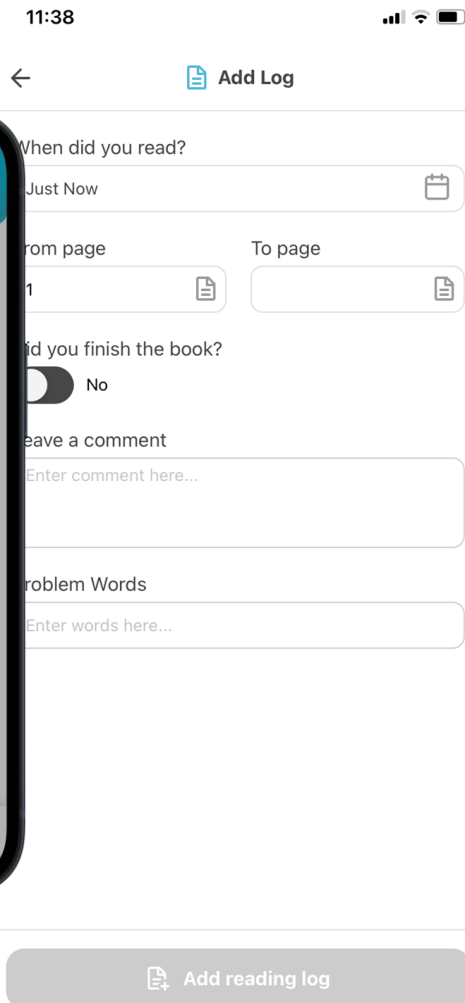 11:38
Add Log
When did you read?
Just Now
rom page To page
1
id you finish the book?
No
eave a comment
Enter comment here...
roblem Words
Enter words here...
Add reading log